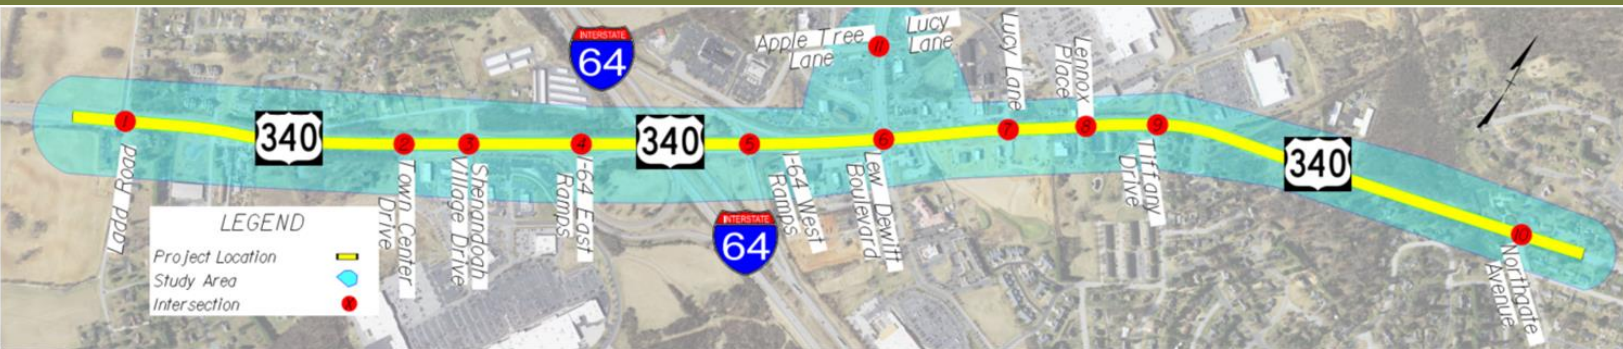 INTERSTATE
64
Apple Tree
Lane
11
Lucy
Lane
Lucy Lane
Lennox
Place
1
340
2
3
4
340
5
6
7
8
9
340
10
Ladd Road
Town Center
Drive
Shenandoah
Village Drive
I-64 East
Ramps
INTERSTATE
64
I-64 West
Ramps
Lew Dewitt
Boulevard
Tiffany
Drive
Northgate
Avenue
LEGEND
Project Location
Study Area
Intersection
X